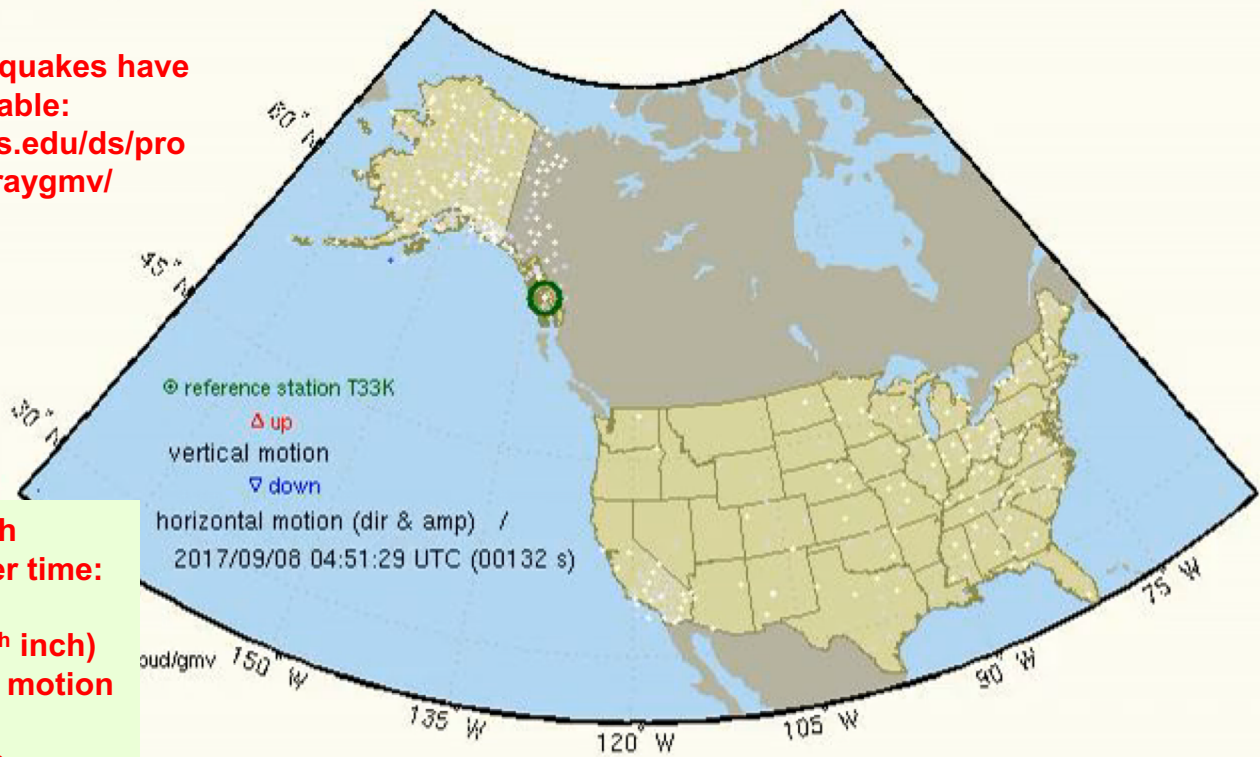 quakes have
able:
s.edu/ds/pro
raygmv/
60° N
45° N
30° N
⊙ reference station T33K
△ up
vertical motion
▽ down
horizontal motion (dir & amp) /
2017/09/08 04:51:29 UTC (00132 s)
h
er time:
h inch)
motion
oud/gmv
150° W
135° W
120° W
105° W
90° W
75° W